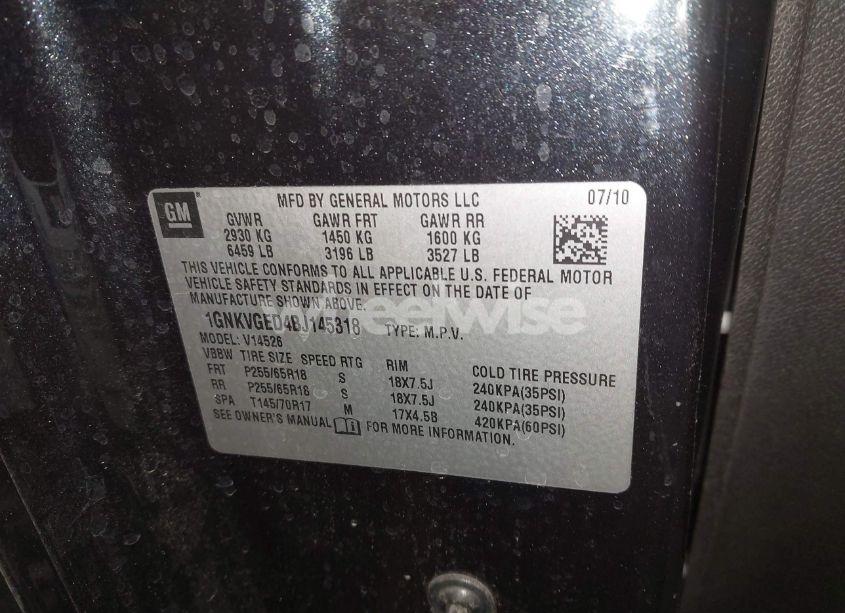 GM®
MFD BY GENERAL MOTORS LLC 07/10
GVWR GAWR FRT GAWR RR
2930 KG 1450 KG 1600 KG
6459 LB 3196 LB 3527 LB
THIS VEHICLE CONFORMS TO ALL APPLICABLE U.S. FEDERAL MOTOR
VEHICLE SAFETY STANDARDS IN EFFECT ON THE DATE OF
MANUFACTURE SHOWN ABOVE.
1GNKVGED4BJ145318 TYPE: M.P.V.
MODEL: V14526
VBBW TIRE SIZE SPEED RTG RIM COLD TIRE PRESSURE
FRT P255/65R18 S 18X7.5J 240KPA(35PSI)
RR P255/65R18 S 18X7.5J 240KPA(35PSI)
SPA T145/70R17 M 17X4.5B 420KPA(60PSI)
SEE OWNER'S MANUAL FOR MORE INFORMATION.